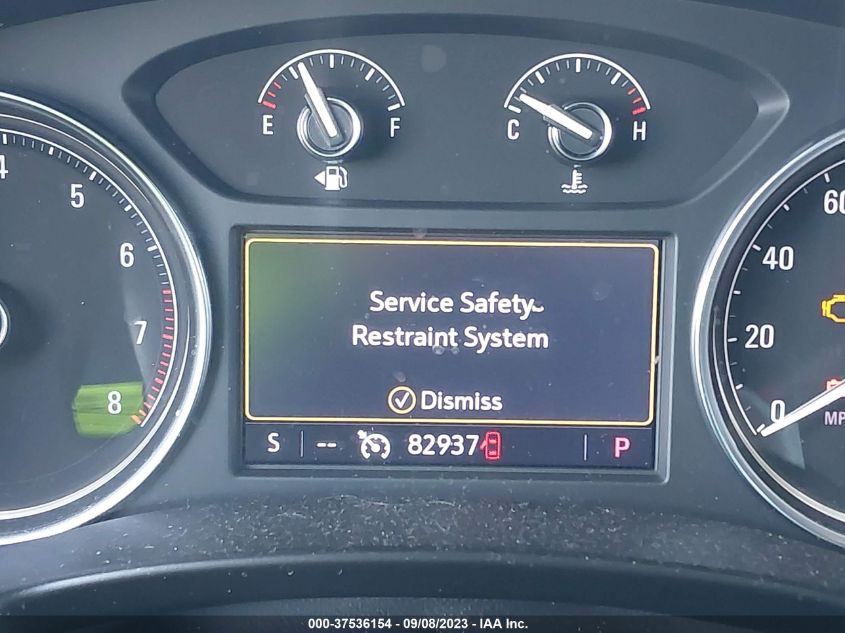 E F
C H
4
5
6
7
8
60
40
20
0
MP
Service Safety
Restraint System
Dismiss
S -- 82937 P
000-37536154 - 09/08/2023 - IAA Inc.